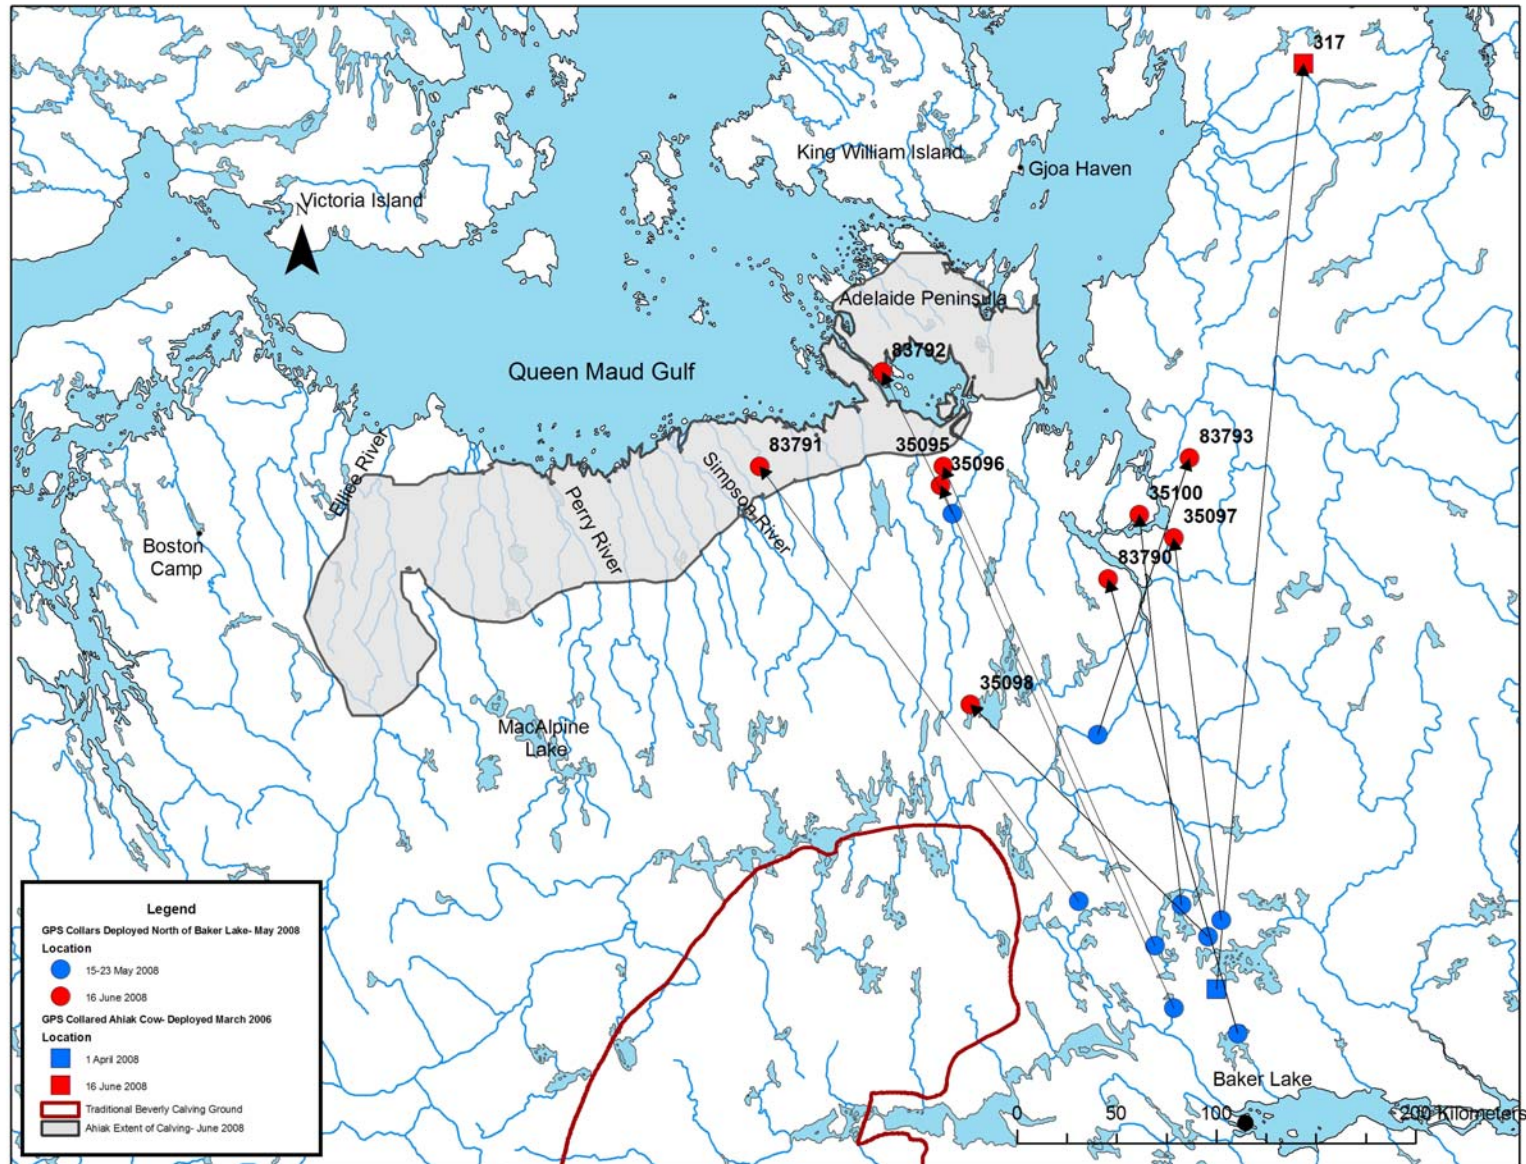 317
King William Island
Gjoa Haven
Victoria Island
N
Adelaide Peninsula
83792
Queen Maud Gulf
83791
35095
83793
35096
Ellice River
Simpson River
Perry River
35100
35097
Boston
Camp
83790
35098
MacAlpine
Lake
Legend
GPS Collars Deployed North of Baker Lake- May 2008
Location
15-23 May 2008
16 June 2008
GPS Collared Ahiak Cow- Deployed March 2006
Location
1 April 2008
16 June 2008
Traditional Beverly Calving Ground
Ahiak Extent of Calving- June 2008
Baker Lake
0 50 100 200 Kilometers